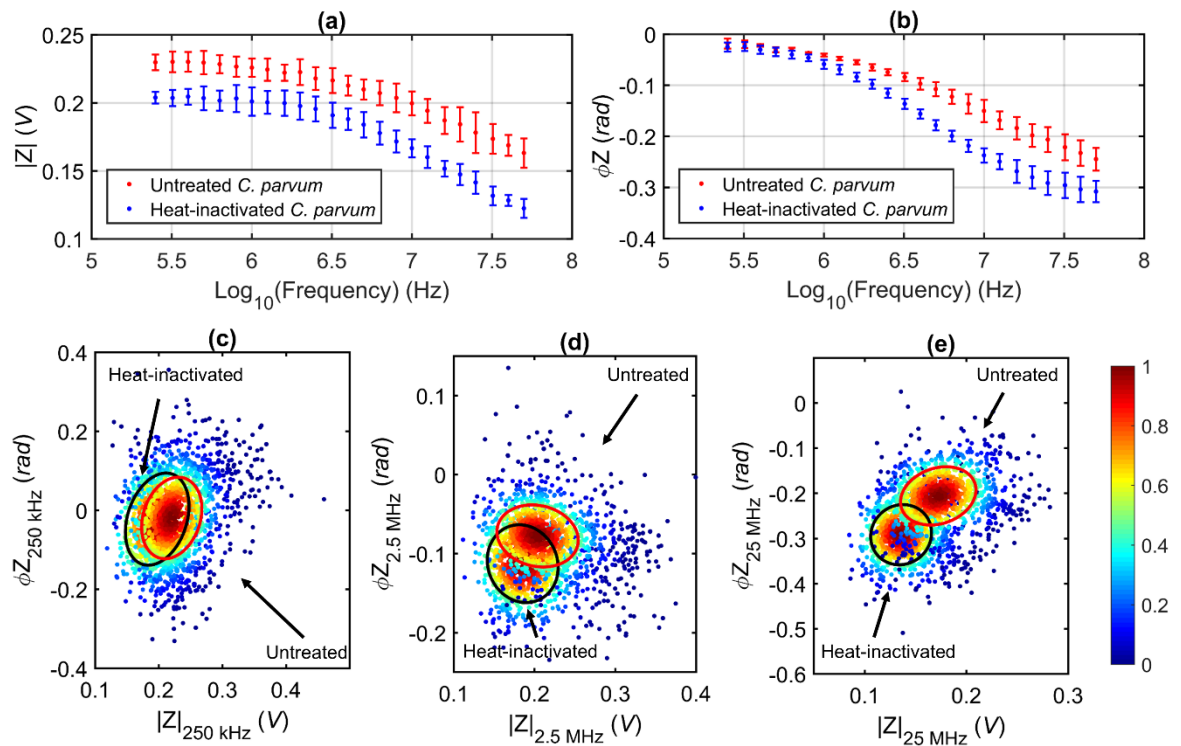 (a)
0.25
0.2
0.15
0.1
|Z| (V)
Untreated C. parvum
Heat-inactivated C. parvum
5 5.5 6 6.5 7 7.5 8
Log10(Frequency) (Hz)
(b)
0
-0.1
-0.2
-0.3
-0.4
ϕZ (rad)
Untreated C. parvum
Heat-inactivated C. parvum
5 5.5 6 6.5 7 7.5 8
Log10(Frequency) (Hz)
(c)
0.4
0.2
0
-0.2
-0.4
ϕZ250 kHz (rad)
Heat-inactivated
Untreated
0.1 0.2 0.3 0.4
|Z|250 kHz (V)
(d)
0.1
0
-0.1
-0.2
ϕZ2.5 MHz (rad)
Untreated
Heat-inactivated
0.1 0.2 0.3 0.4
|Z|2.5 MHz (V)
(e)
0
-0.1
-0.2
-0.3
-0.4
-0.5
-0.6
ϕZ25 MHz (rad)
Untreated
Heat-inactivated
0.1 0.2 0.3
|Z|25 MHz (V)
1
0.8
0.6
0.4
0.2
0